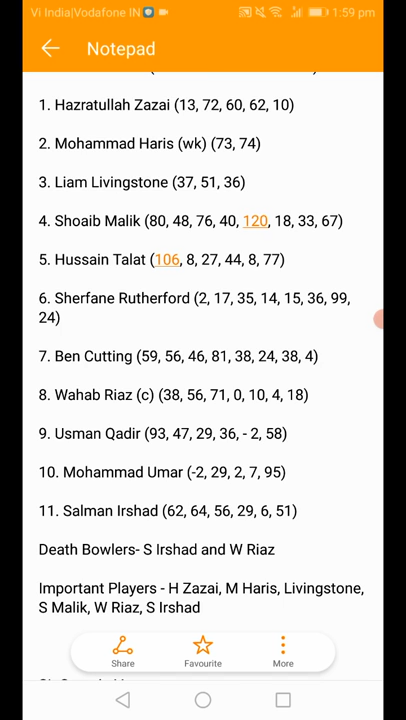 Vi India|Vodafone IN
1:59 pm
Notepad
1. Hazratullah Zazai (13, 72, 60, 62, 10)
2. Mohammad Haris (wk) (73, 74)
3. Liam Livingstone (37, 51, 36)
4. Shoaib Malik (80, 48, 76, 40, 120, 18, 33, 67)
5. Hussain Talat (106, 8, 27, 44, 8, 77)
6. Sherfane Rutherford (2, 17, 35, 14, 15, 36, 99,
24)
7. Ben Cutting (59, 56, 46, 81, 38, 24, 38, 4)
8. Wahab Riaz (c) (38, 56, 71, 0, 10, 4, 18)
9. Usman Qadir (93, 47, 29, 36, - 2, 58)
10. Mohammad Umar (-2, 29, 2, 7, 95)
11. Salman Irshad (62, 64, 56, 29, 6, 51)
Death Bowlers- S Irshad and W Riaz
Important Players - H Zazai, M Haris, Livingstone,
S Malik, W Riaz, S Irshad
Share
Favourite
More